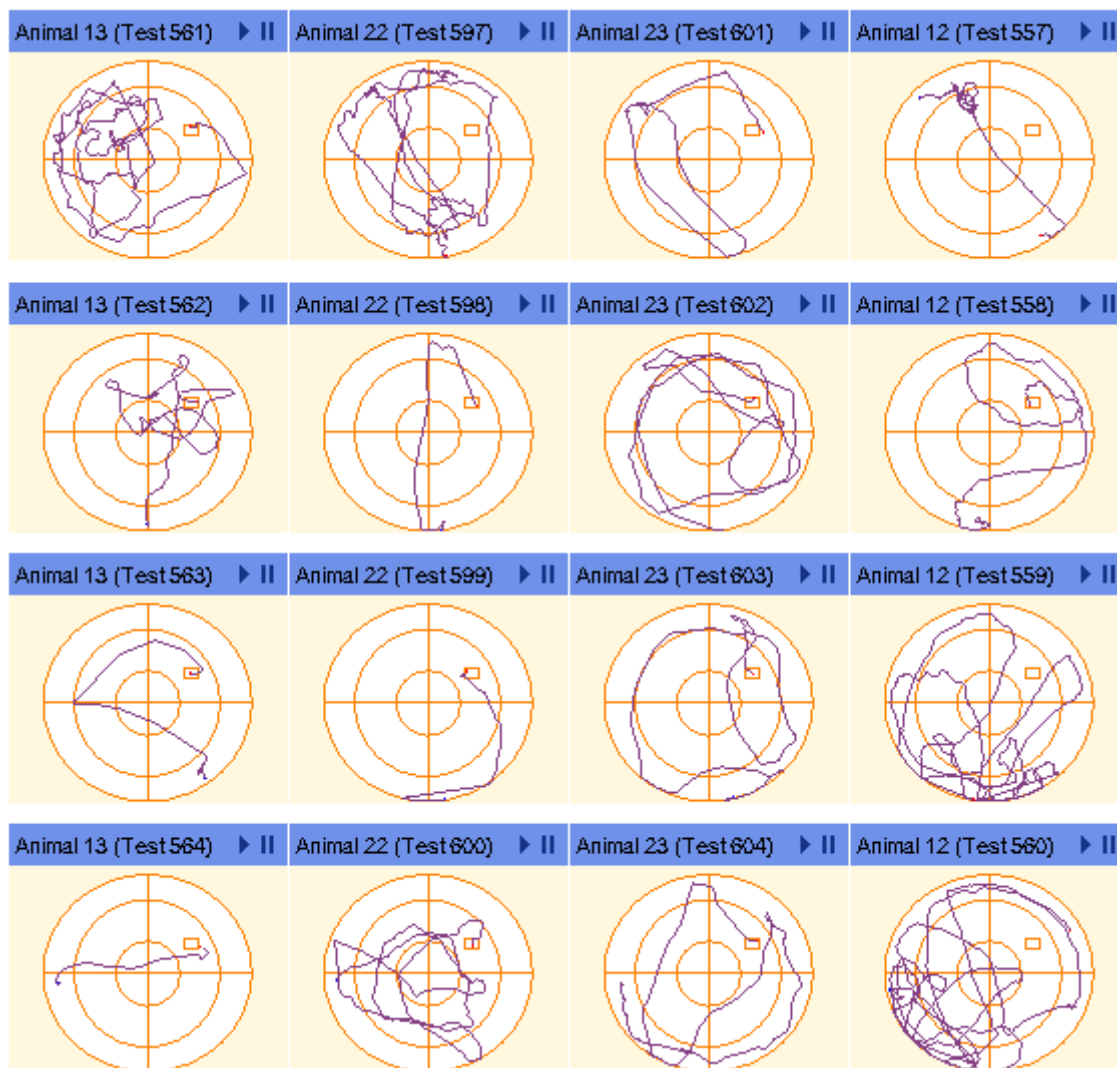 Animal 13 (Test 561)
Animal 22 (Test 597)
Animal 23 (Test 601)
Animal 12 (Test 557)
Animal 13 (Test 562)
Animal 22 (Test 598)
Animal 23 (Test 602)
Animal 12 (Test 558)
Animal 13 (Test 563)
Animal 22 (Test 599)
Animal 23 (Test 603)
Animal 12 (Test 559)
Animal 13 (Test 564)
Animal 22 (Test 600)
Animal 23 (Test 604)
Animal 12 (Test 560)